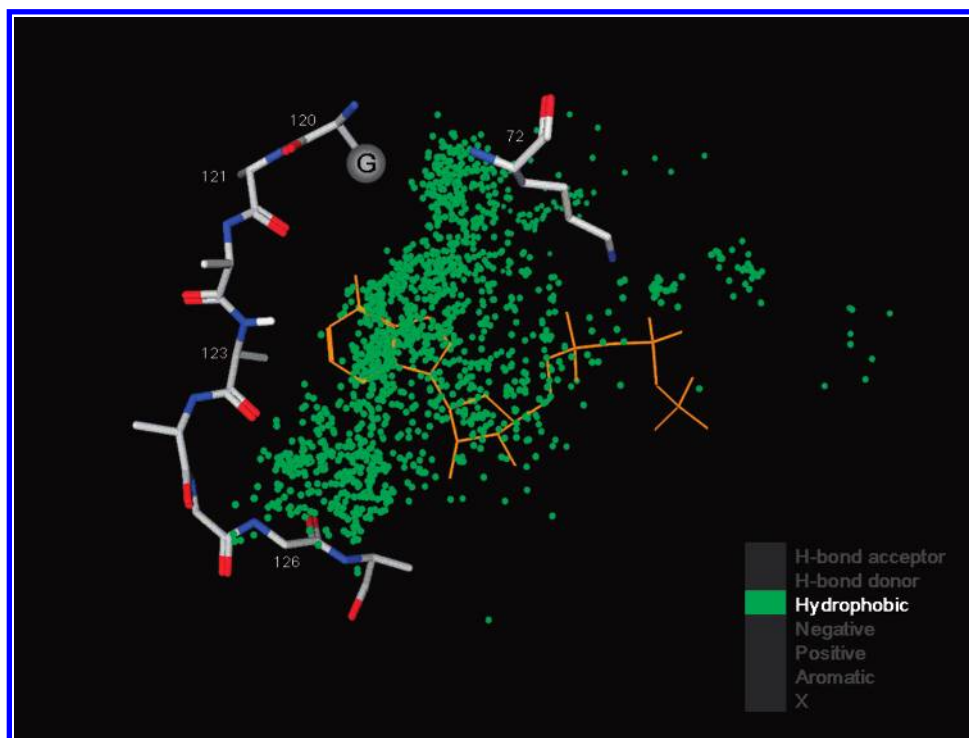 120
72
G
121
123
126
H-bond acceptor
H-bond donor
Hydrophobic
Negative
Positive
Aromatic
X